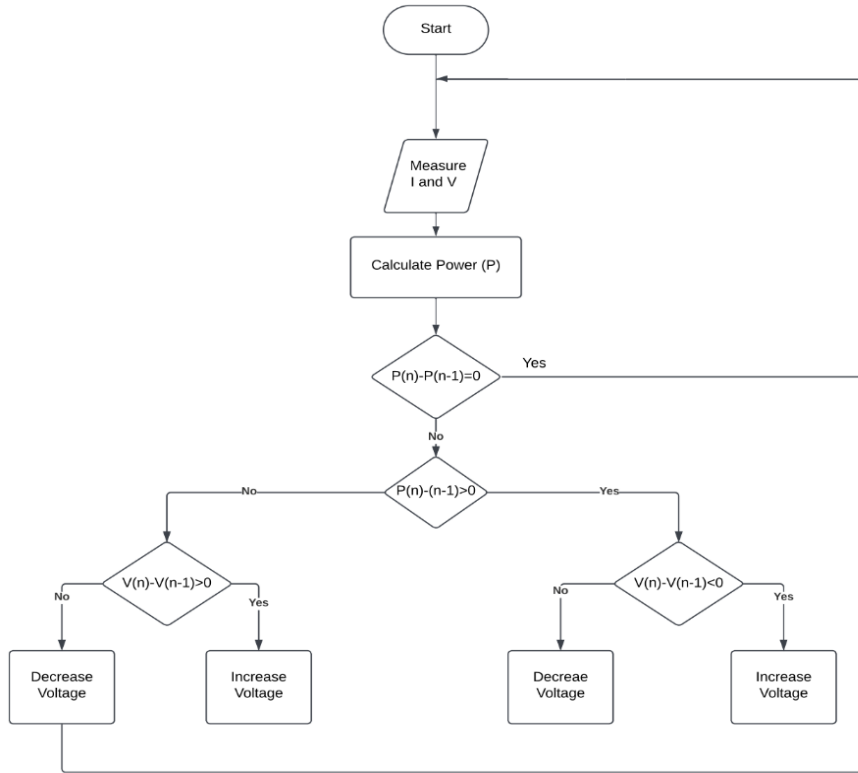 Start
Measure
I and V
Calculate Power (P)
P(n)-P(n-1)=0
Yes
No
P(n)-(n-1)>0
No
Yes
V(n)-V(n-1)>0
V(n)-V(n-1)<0
No
Yes
No
Yes
Decrease
Voltage
Increase
Voltage
Decreae
Voltage
Increase
Voltage